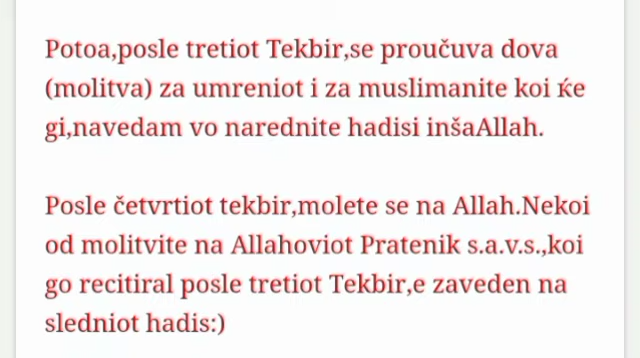 Potoa,posle tretiot Tekbir,se proučuva dova
(molitva) za umreniot i za muslimanite koi ḱe
gi,navedam vo narednite hadisi inšaAllah.
Posle četvrtiot tekbir,molete se na Allah.Nekoi
od molitvite na Allahoviot Pratenik s.a.v.s.,koi
go recitiral posle tretiot Tekbir,e zaveden na
sledniot hadis:)